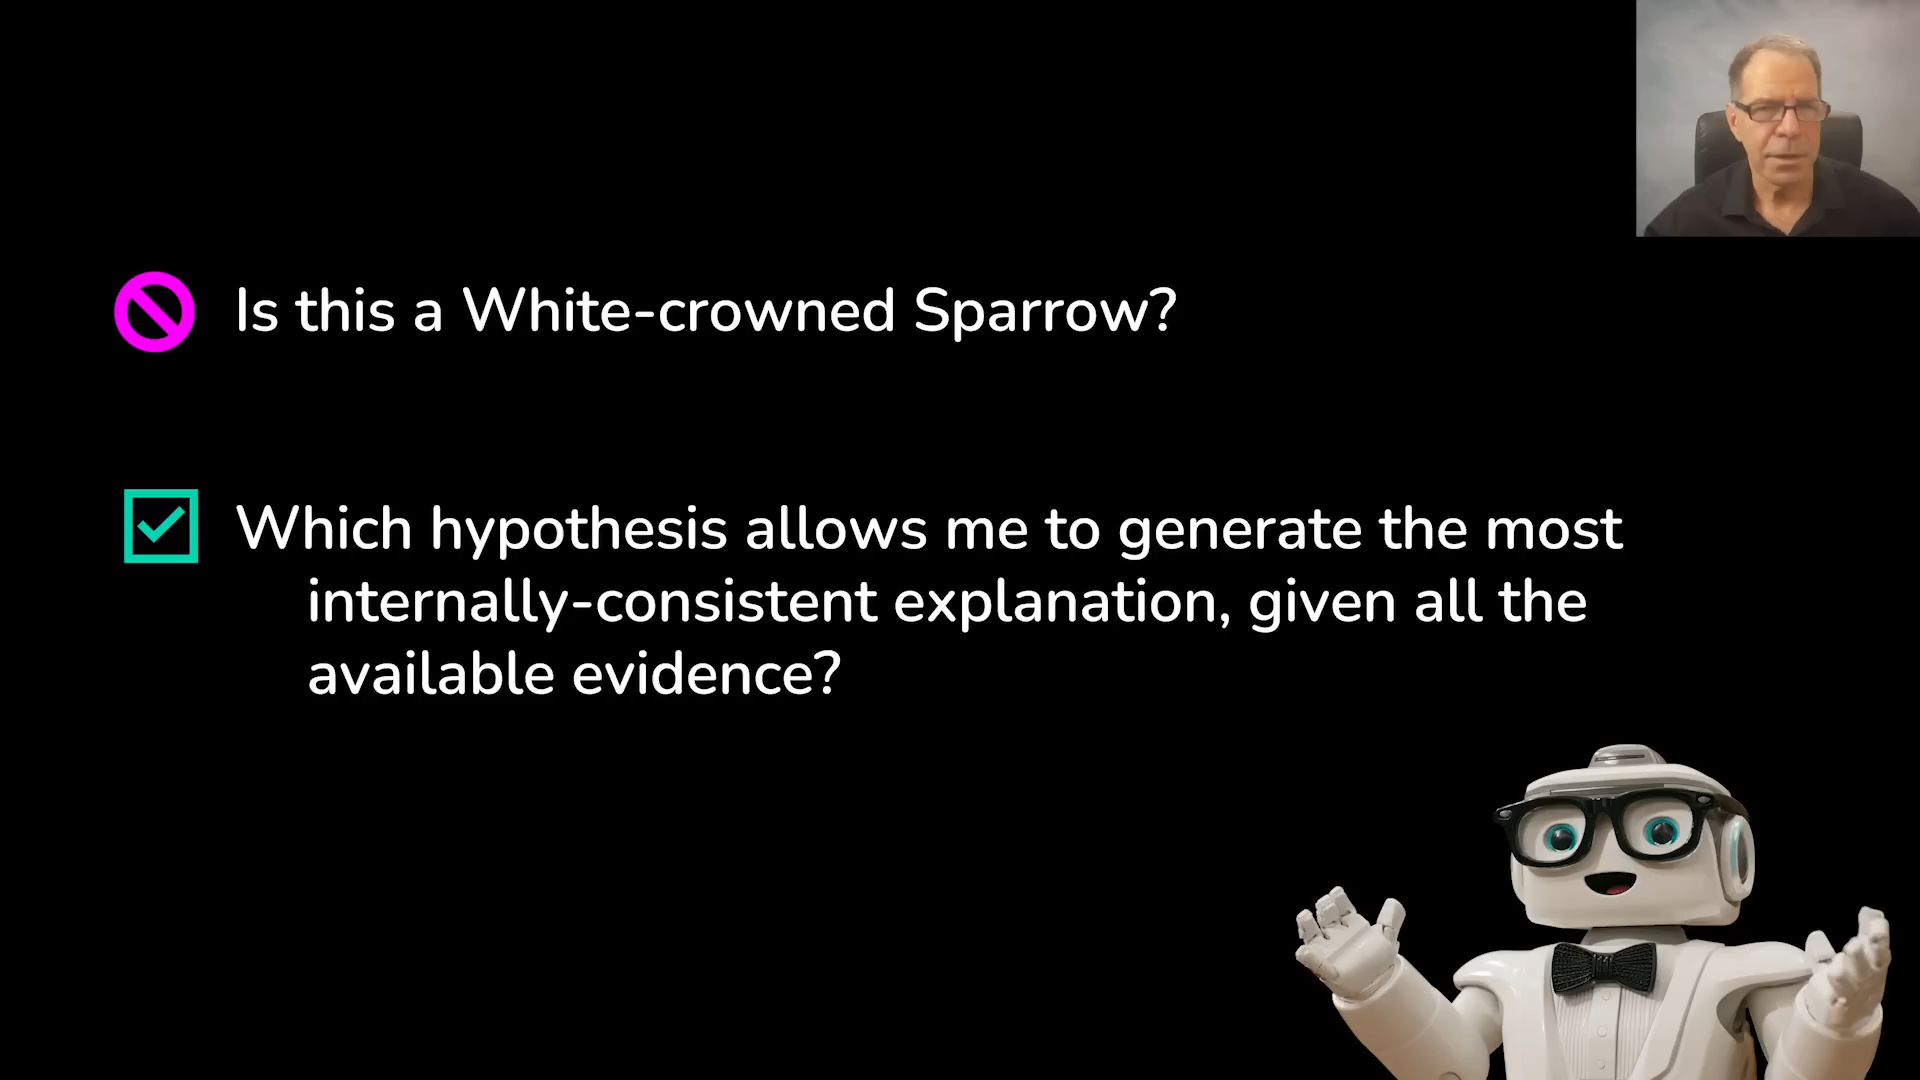 Is this a White-crowned Sparrow?
Which hypothesis allows me to generate the most
internally-consistent explanation, given all the
available evidence?